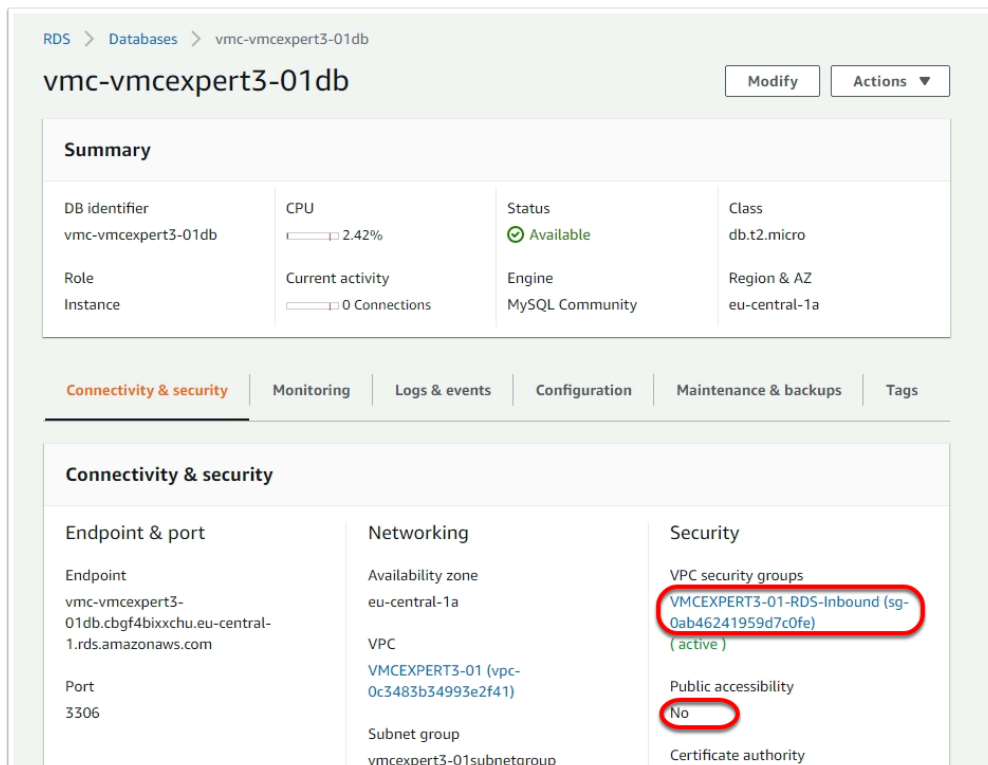 RDS > Databases > vmc-vmcexpert3-01db
vmc-vmcexpert3-01db
Modify
Actions ▼
Summary
DB identifier
vmc-vmcexpert3-01db
CPU
2.42%
Status
Available
Class
db.t2.micro
Role
Instance
Current activity
0 Connections
Engine
MySQL Community
Region & AZ
eu-central-1a
Connectivity & security
Monitoring
Logs & events
Configuration
Maintenance & backups
Tags
Connectivity & security
Endpoint & port
Endpoint
vmc-vmcexpert3-
01db.cbgf4bixxchu.eu-central-
1.rds.amazonaws.com
Port
3306
Networking
Availability zone
eu-central-1a
VPC
VMCEXPERT3-01 (vpc-
0c3483b34993e2f41)
Subnet group
vmcexpert3-01subnetgroup
Security
VPC security groups
VMCEXPERT3-01-RDS-Inbound (sg-
0ab46241959d7c0fe)
( active )
Public accessibility
No
Certificate authority